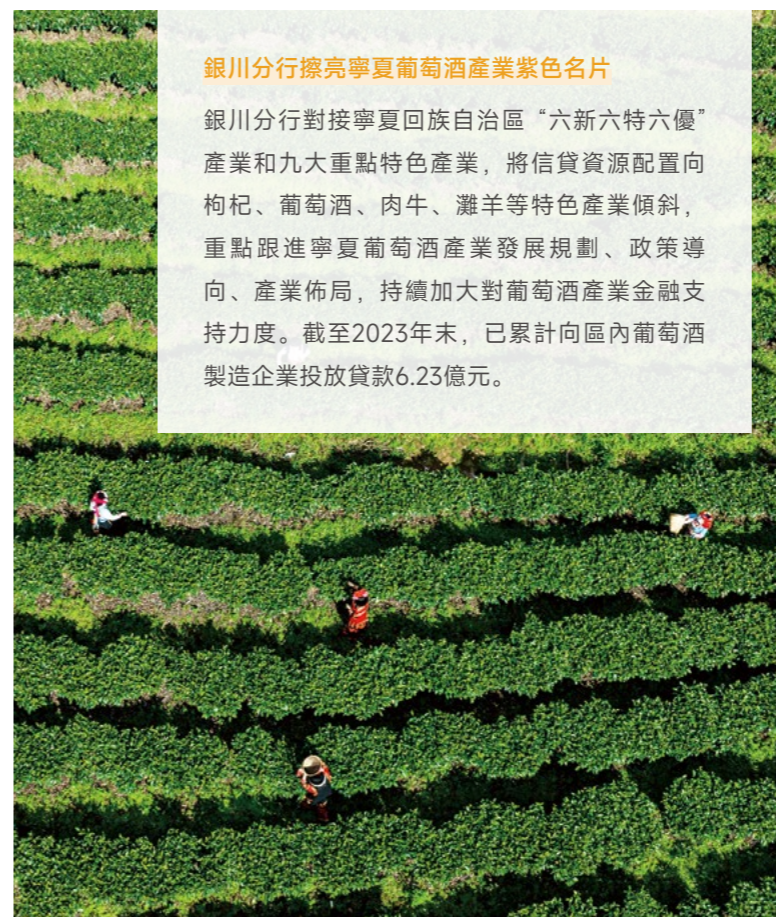 銀川分行擦亮寧夏葡萄酒產業紫色名片
銀川分行對接寧夏回族自治區“六新六特六優”
產業和九大重點特色產業，將信貸資源配置向
枸杞、葡萄酒、肉牛、灘羊等特色產業傾斜，
重點跟進寧夏葡萄酒產業發展規劃、政策導
向、產業佈局，持續加大對葡萄酒產業金融支
持力度。截至2023年末，已累計向區內葡萄酒
製造企業投放貸款6.23億元。